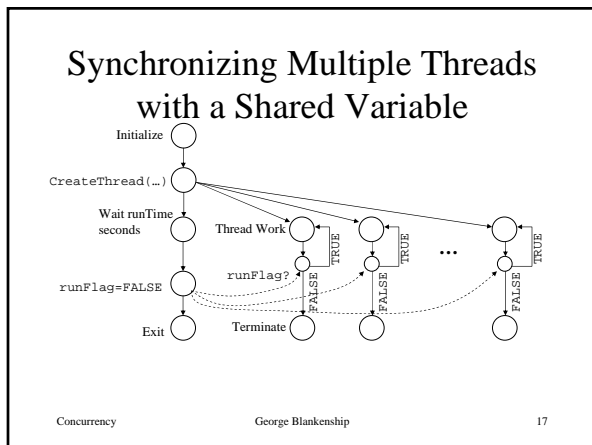 Synchronizing Multiple Threads
with a Shared Variable
Initialize
CreateThread(…)
Wait runTime
seconds
Thread Work
TRUE
TRUE
…
TRUE
runFlag?
runFlag=FALSE
FALSE
FALSE
FALSE
Exit
Terminate
Concurrency
George Blankenship
17